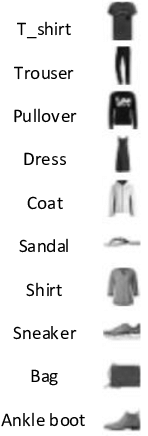 T_shirt
Trouser
Pullover
Dress
Coat
Sandal
Shirt
Sneaker
Bag
Ankle boot